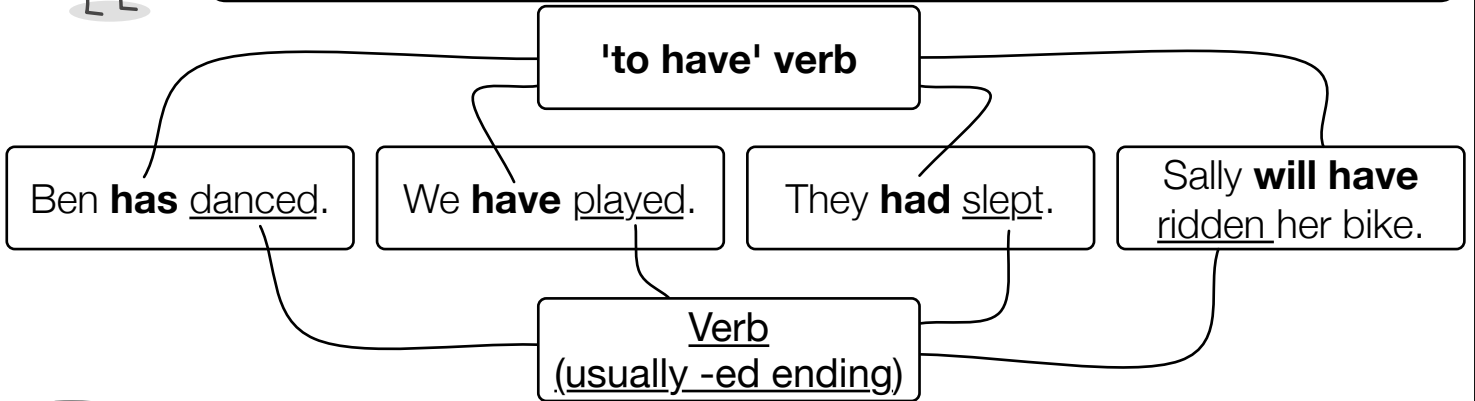 'to have' verb
Ben has danced.
We have played.
They had slept.
Sally will have
ridden her bike.
Verb
(usually -ed ending)